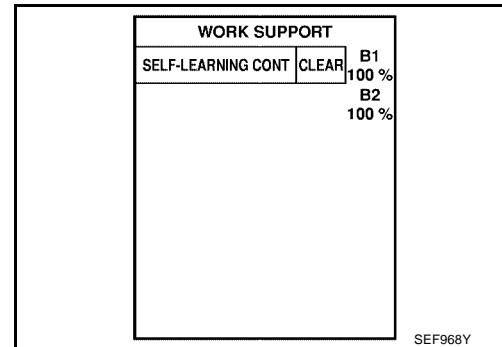 WORK SUPPORT
SELF-LEARNING CONT CLEAR B1
100 %
B2
100 %
SEF968Y